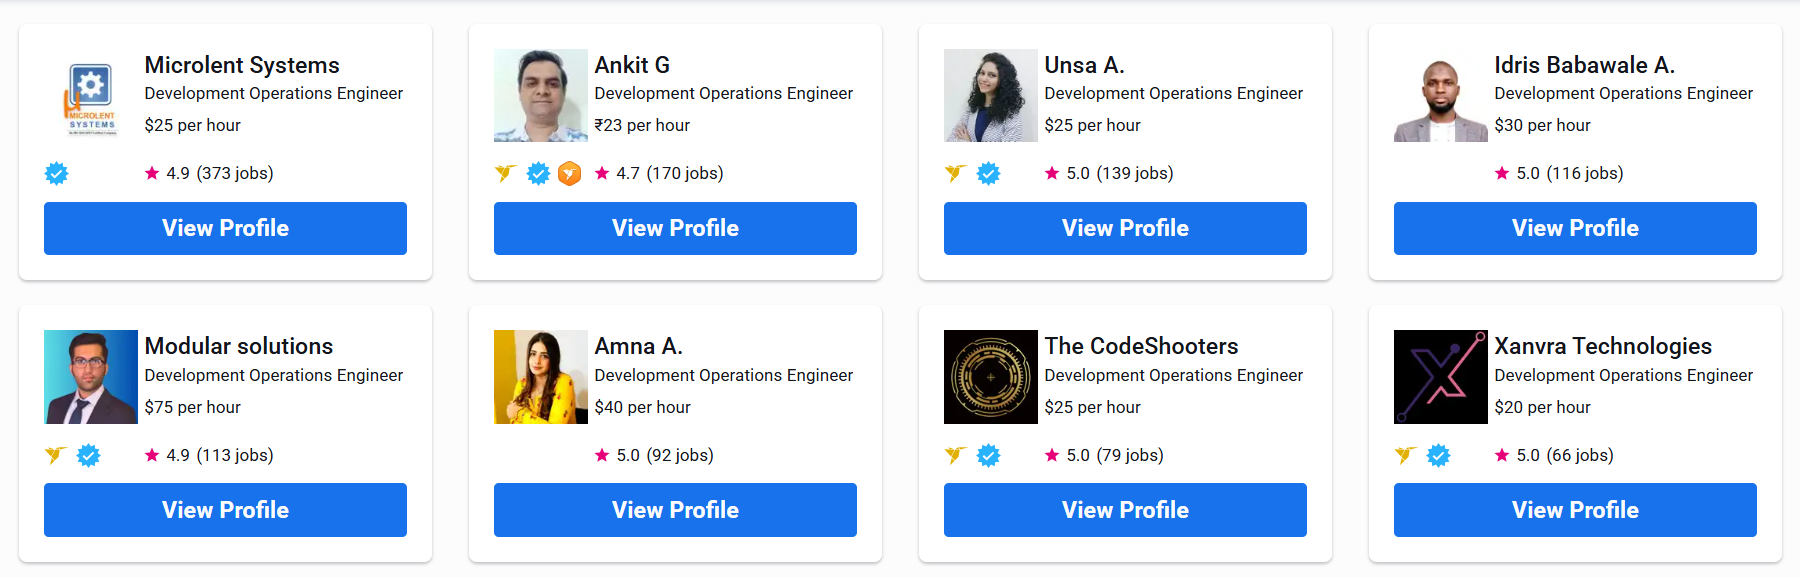 Microlent Systems
Development Operations Engineer
$25 per hour
4.9 (373 jobs)
View Profile
MICROLENT
SYSTEMS
Ankit G
Development Operations Engineer
₹23 per hour
4.7 (170 jobs)
View Profile
Unsa A.
Development Operations Engineer
$25 per hour
5.0 (139 jobs)
View Profile
Idris Babawale A.
Development Operations Engineer
$30 per hour
5.0 (116 jobs)
View Profile
Modular solutions
Development Operations Engineer
$75 per hour
4.9 (113 jobs)
View Profile
Amna A.
Development Operations Engineer
$40 per hour
5.0 (92 jobs)
View Profile
The CodeShooters
Development Operations Engineer
$25 per hour
5.0 (79 jobs)
View Profile
Xanvra Technologies
Development Operations Engineer
$20 per hour
5.0 (66 jobs)
View Profile